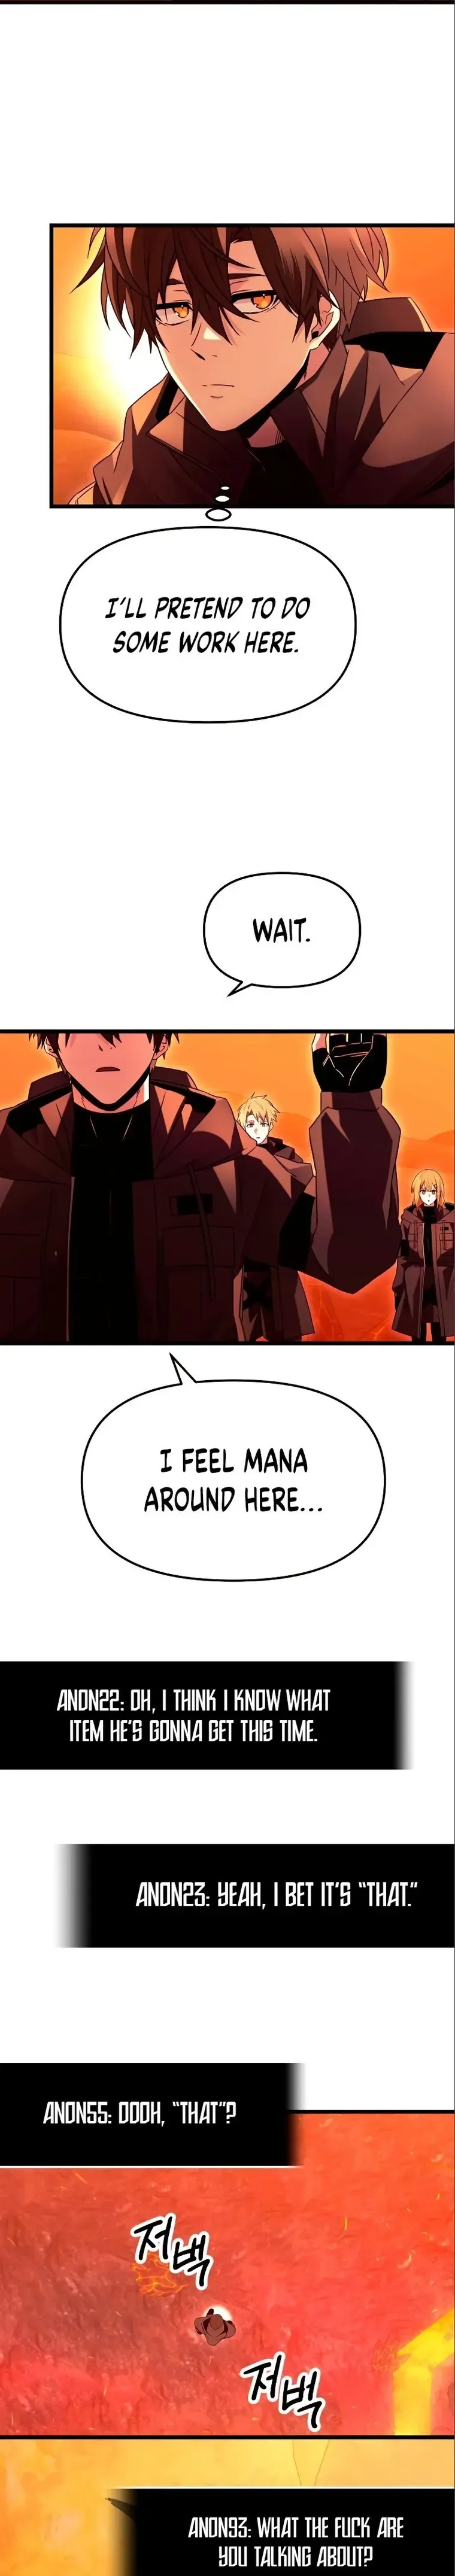 I'LL PRETEND TO DO
SOME WORK HERE.
WAIT.
I FEEL MANA
AROUND HERE...
ANON22: OH, I THINK I KNOW WHAT
ITEM HE'S GONNA GET THIS TIME.
ANON23: YEAH, I BET IT'S "THAT."
ANON55: OOOH, "THAT"?
저벅
저벅
ANON93: WHAT THE FUCK ARE
YOU TALKING ABOUT?